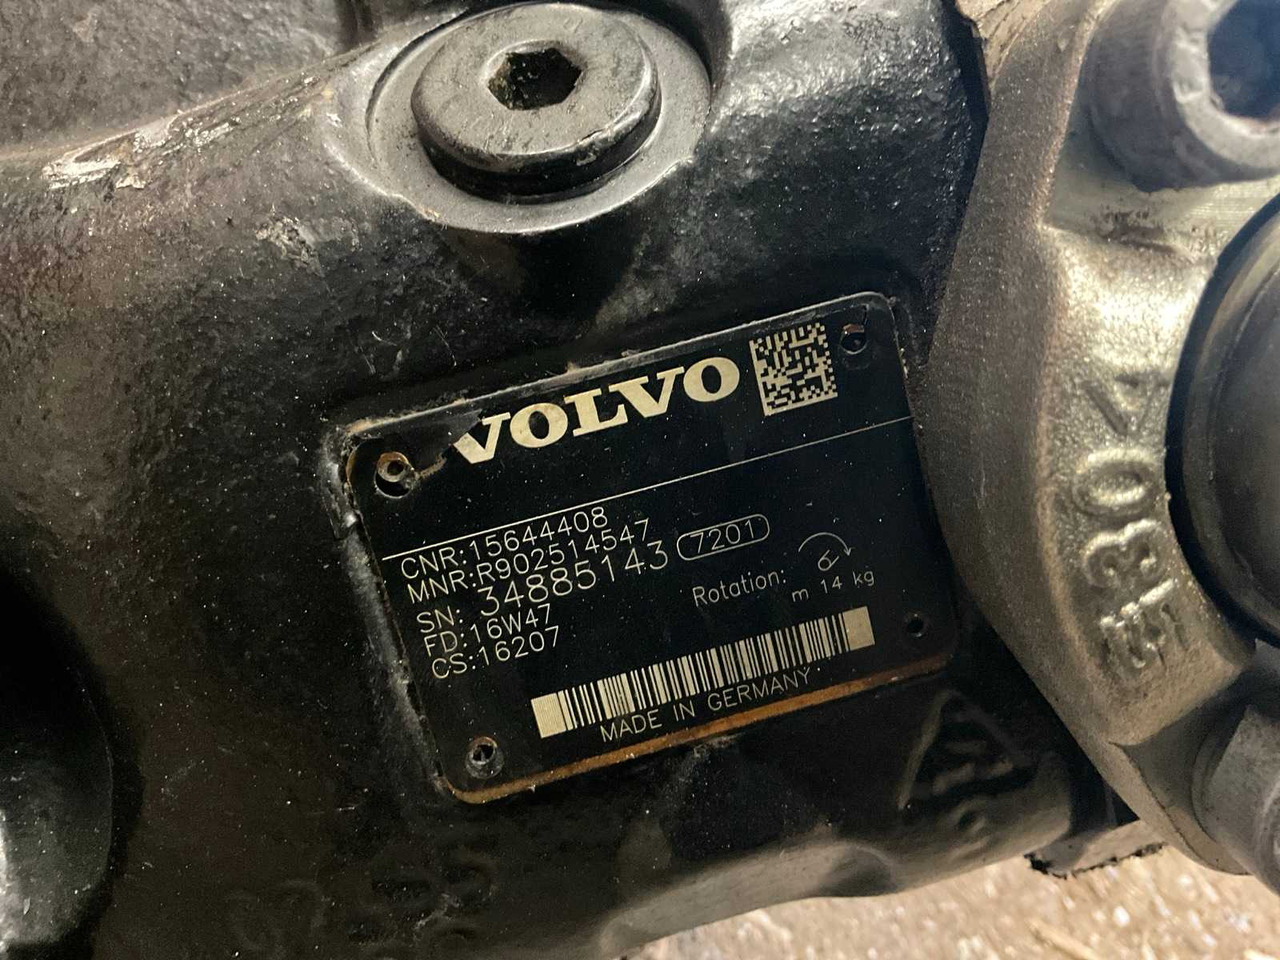 VOLVO
CNR:15644408
MNR:R902514547
SN: 34885143 7201
FD:16W47
Rotation:
m 14 kg
CS:16207
MADE IN GERMANY